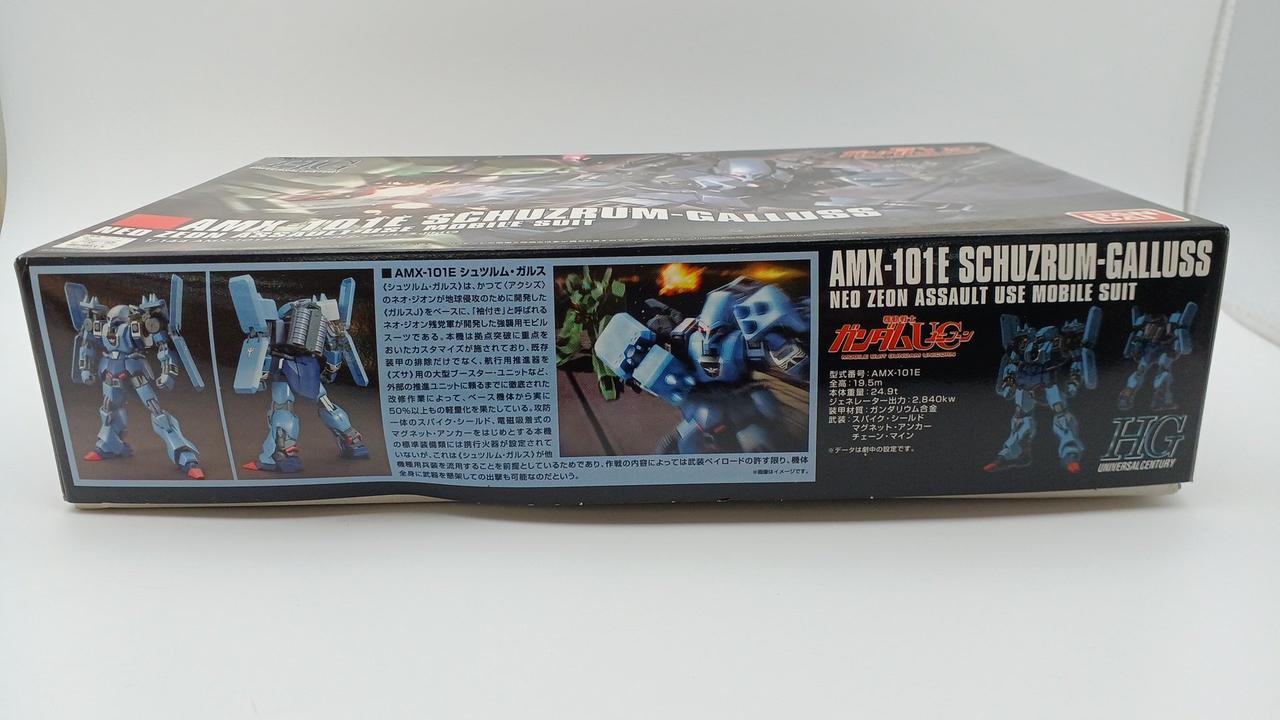 HG
AMX-101E SCHUZRUM-GALLUSS
NEO ZEON ASSAULT USE MOBILE SUIT
■AMX-101E シュツルム・ガルス
《シュツルム・ガルス》は、かつて《アクシズ》
のネオ・ジオンが地球侵攻のために開発した
《ガルスJ》をベースに、「袖付き」と呼ばれる
ネオ・ジオン残党軍が開発した強襲用モビル
スーツである。本機は拠点突破に重点を
おいたカスタマイズが施されており、既存
装甲の排除だけでなく、航行用推進器を
《ズサ》用の大型ブースター・ユニットなど、
外部の推進ユニットに頼るまでに徹底された
改修作業によって、ベース機体から実に
50%以上もの軽量化を果たしている。攻防
一体のスパイク・シールド、電磁吸着式の
マグネット・アンカーをはじめとする本機
の標準装備類には携行火器が設定されて
いないが、これは《シュツルム・ガルス》が他
機種用兵装を流用することを前提としているためであり、作戦の内容によっては武装ペイロードの許す限り、機体
全身に武器を懸架しての出撃も可能なのだという。
※画像はイメージです。
AMX-101E SCHUZRUM-GALLUSS
NEO ZEON ASSAULT USE MOBILE SUIT
機動戦士
ガンダムUC
ユニコーン
MOBILE SUIT GUNDAM UNICORN
型式番号：AMX-101E
全高：19.5m
本体重量：24.9t
ジェネレーター出力：2,840kw
装甲材質：ガンダリウム合金
武装：スパイク・シールド
マグネット・アンカー
チェーン・マイン
※データは劇中の設定です。
HG
UNIVERSAL CENTURY